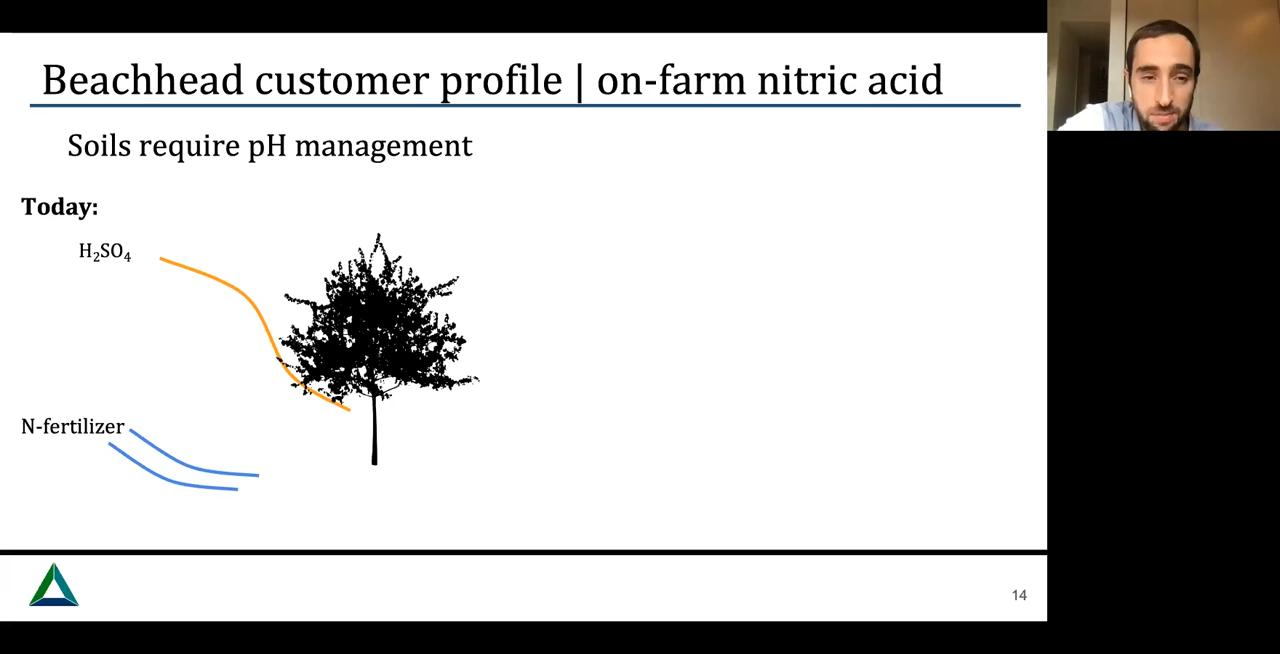 Beachhead customer profile | on-farm nitric acid
Soils require pH management
Today:
H₂SO₄
N-fertilizer
14